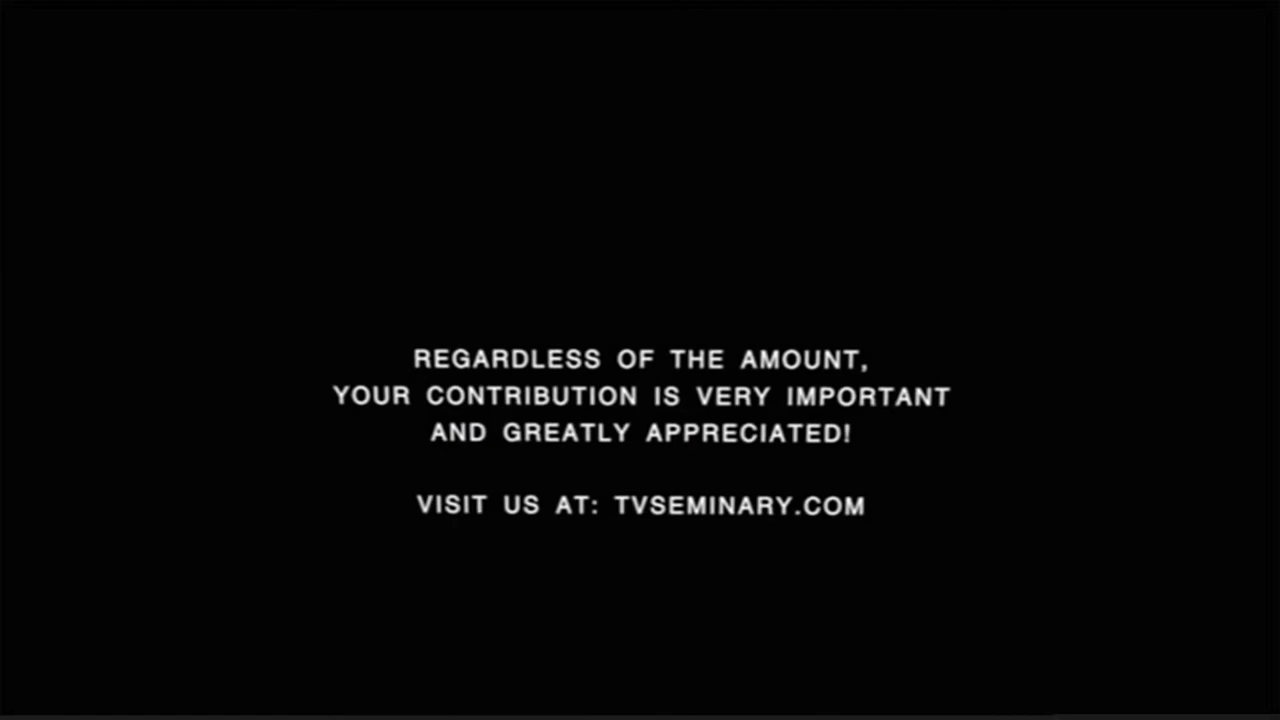 REGARDLESS OF THE AMOUNT,
YOUR CONTRIBUTION IS VERY IMPORTANT
AND GREATLY APPRECIATED!
VISIT US AT: TVSEMINARY.COM